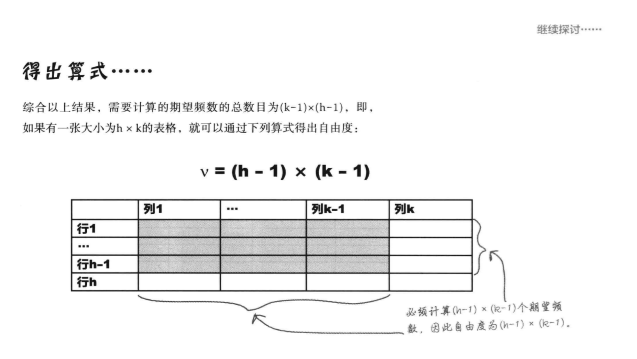 继续探讨……
得出算式……
综合以上结果，需要计算的期望频数的总数目为(k-1)×(h-1)，即，
如果有一张大小为h × k的表格，就可以通过下列算式得出自由度：
ν = (h – 1) × (k – 1)
列1 … 列k-1 列k
行1
…
行h-1
行h
必须计算(h-1) × (k-1)个期望频
数，因此自由度为(h-1) × (k-1)。